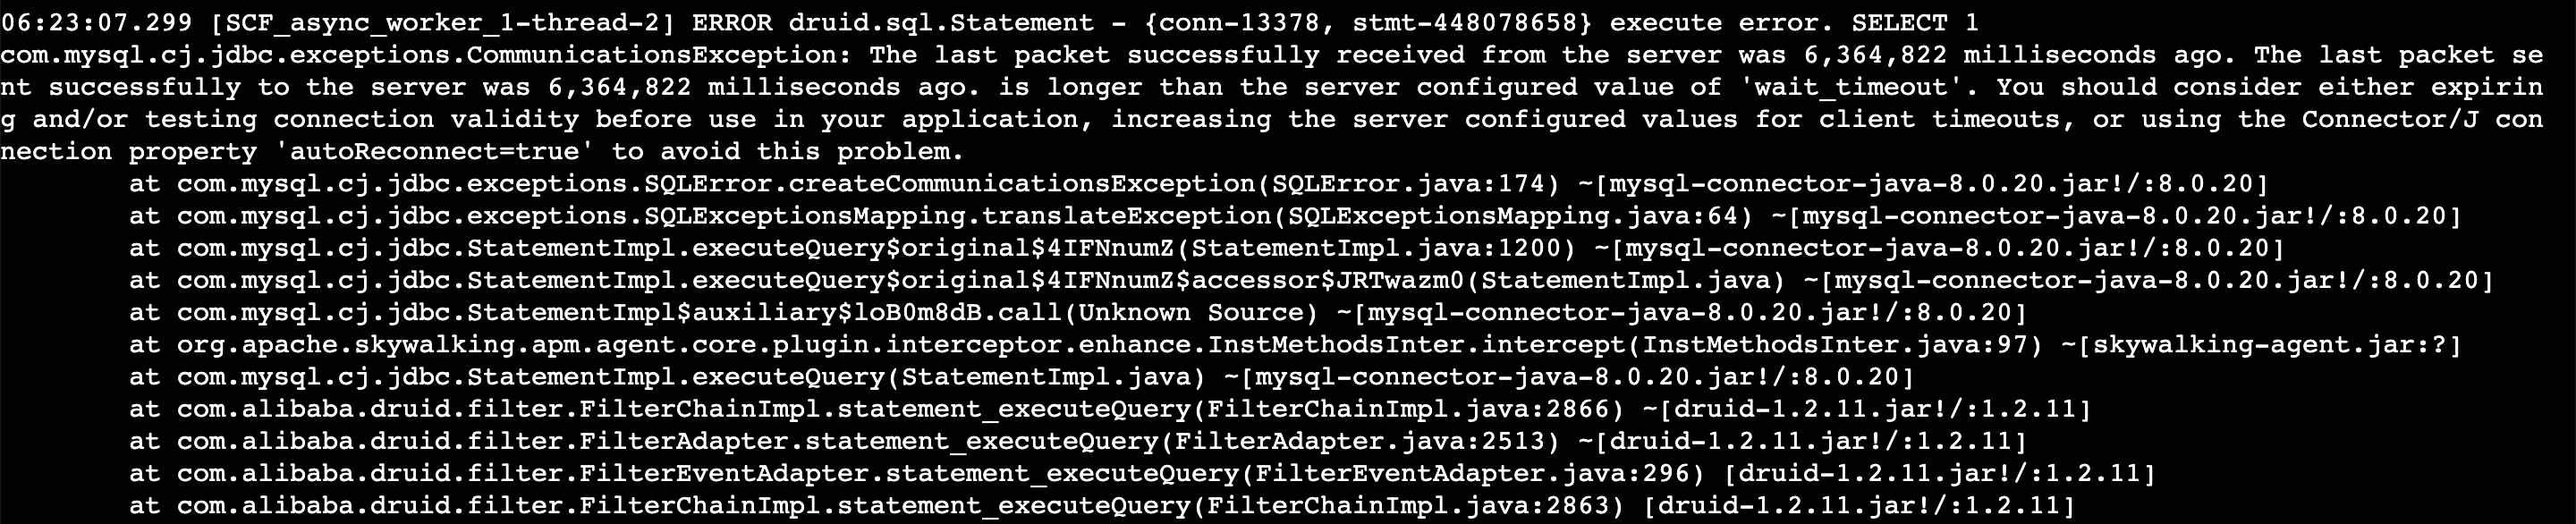 06:23:07.299 [SCF_async_worker_1-thread-2] ERROR druid.sql.Statement - {conn-13378, stmt-448078658} execute error. SELECT 1
com.mysql.cj.jdbc.exceptions.CommunicationsException: The last packet successfully received from the server was 6,364,822 milliseconds ago. The last packet se
nt successfully to the server was 6,364,822 milliseconds ago. is longer than the server configured value of 'wait_timeout'. You should consider either expirin
g and/or testing connection validity before use in your application, increasing the server configured values for client timeouts, or using the Connector/J con
nection property 'autoReconnect=true' to avoid this problem.
        at com.mysql.cj.jdbc.exceptions.SQLError.createCommunicationsException(SQLError.java:174) ~[mysql-connector-java-8.0.20.jar!/:8.0.20]
        at com.mysql.cj.jdbc.exceptions.SQLExceptionsMapping.translateException(SQLExceptionsMapping.java:64) ~[mysql-connector-java-8.0.20.jar!/:8.0.20]
        at com.mysql.cj.jdbc.StatementImpl.executeQuery$original$4IFNnumZ(StatementImpl.java:1200) ~[mysql-connector-java-8.0.20.jar!/:8.0.20]
        at com.mysql.cj.jdbc.StatementImpl.executeQuery$original$4IFNnumZ$accessor$JRTwazm0(StatementImpl.java) ~[mysql-connector-java-8.0.20.jar!/:8.0.20]
        at com.mysql.cj.jdbc.StatementImpl$auxiliary$loB0m8dB.call(Unknown Source) ~[mysql-connector-java-8.0.20.jar!/:8.0.20]
        at org.apache.skywalking.apm.agent.core.plugin.interceptor.enhance.InstMethodsInter.intercept(InstMethodsInter.java:97) ~[skywalking-agent.jar:?]
        at com.mysql.cj.jdbc.StatementImpl.executeQuery(StatementImpl.java) ~[mysql-connector-java-8.0.20.jar!/:8.0.20]
        at com.alibaba.druid.filter.FilterChainImpl.statement_executeQuery(FilterChainImpl.java:2866) ~[druid-1.2.11.jar!/:1.2.11]
        at com.alibaba.druid.filter.FilterAdapter.statement_executeQuery(FilterAdapter.java:2513) ~[druid-1.2.11.jar!/:1.2.11]
        at com.alibaba.druid.filter.FilterEventAdapter.statement_executeQuery(FilterEventAdapter.java:296) [druid-1.2.11.jar!/:1.2.11]
        at com.alibaba.druid.filter.FilterChainImpl.statement_executeQuery(FilterChainImpl.java:2863) [druid-1.2.11.jar!/:1.2.11]